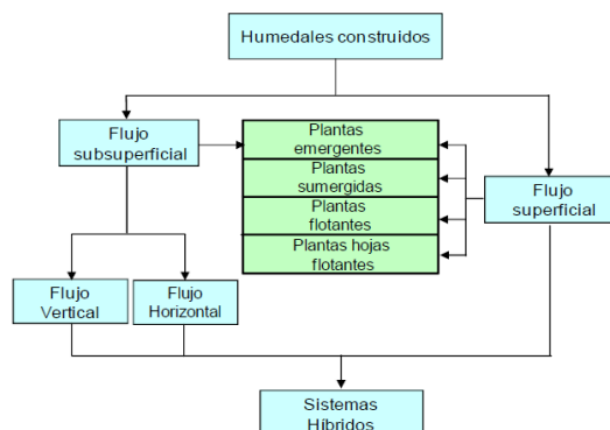 Humedales construidos
Flujo
subsuperficial
Plantas
emergentes
Plantas
sumergidas
Plantas
flotantes
Plantas hojas
flotantes
Flujo
superficial
Flujo
Vertical
Flujo
Horizontal
Sistemas
Híbridos